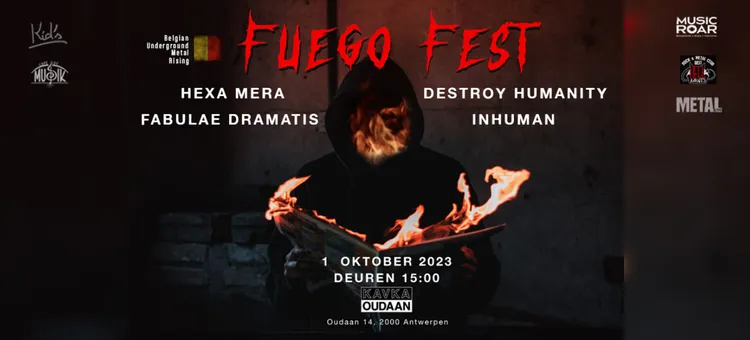 Kid's
MUSIK
Belgian
Underground
Metal
Rising
FUEGO FEST
MUSIC
ROAR
HEXA MERA
DESTROY HUMANITY
FABULAE DRAMATIS
INHUMAN
METAL
1 OKTOBER 2023
DEUREN 15:00
KAVKA
OUDAAN
Oudaan 14, 2000 Antwerpen